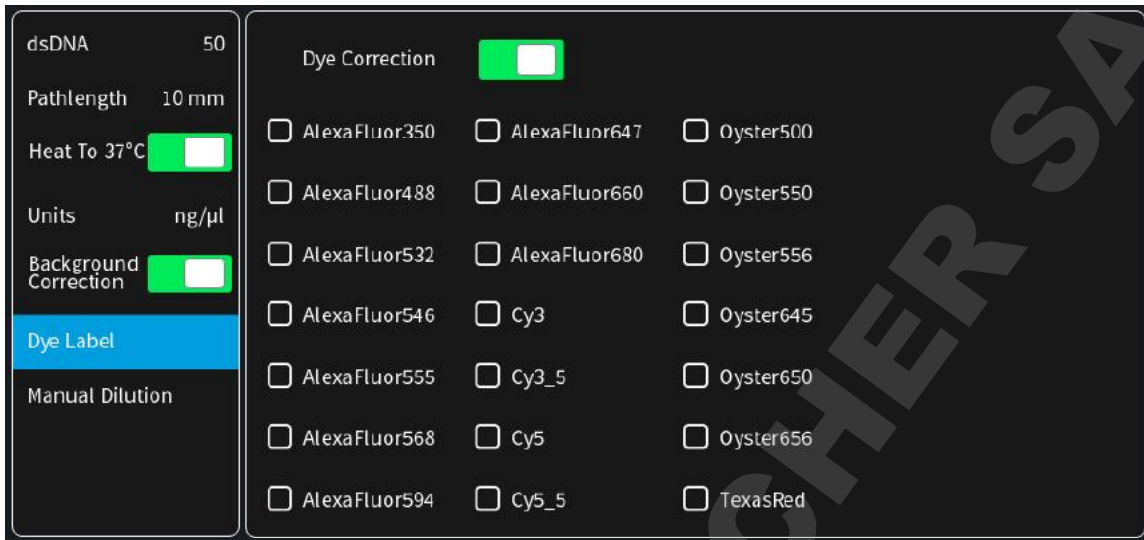 dsDNA 50
Pathlength 10 mm
Heat To 37°C
Units ng/µl
Background
Correction
Dye Label
Manual Dilution
Dye Correction
AlexaFluor350 AlexaFluor647 Oyster500
AlexaFluor488 AlexaFluor660 Oyster550
AlexaFluor532 AlexaFluor680 Oyster556
AlexaFluor546 Cy3 Oyster645
AlexaFluor555 Cy3_5 Oyster650
AlexaFluor568 Cy5 Oyster656
AlexaFluor594 Cy5_5 TexasRed
CHER SA